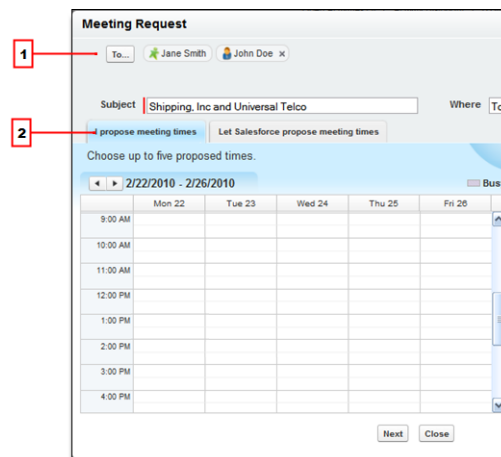 Meeting Request
1
To... Jane Smith John Doe ×
Subject Shipping, Inc and Universal Telco Where To
2
I propose meeting times Let Salesforce propose meeting times
Choose up to five proposed times.
2/22/2010 - 2/26/2010 Bus
Mon 22 Tue 23 Wed 24 Thu 25 Fri 26
9:00 AM
10:00 AM
11:00 AM
12:00 PM
1:00 PM
2:00 PM
3:00 PM
4:00 PM
Next Close